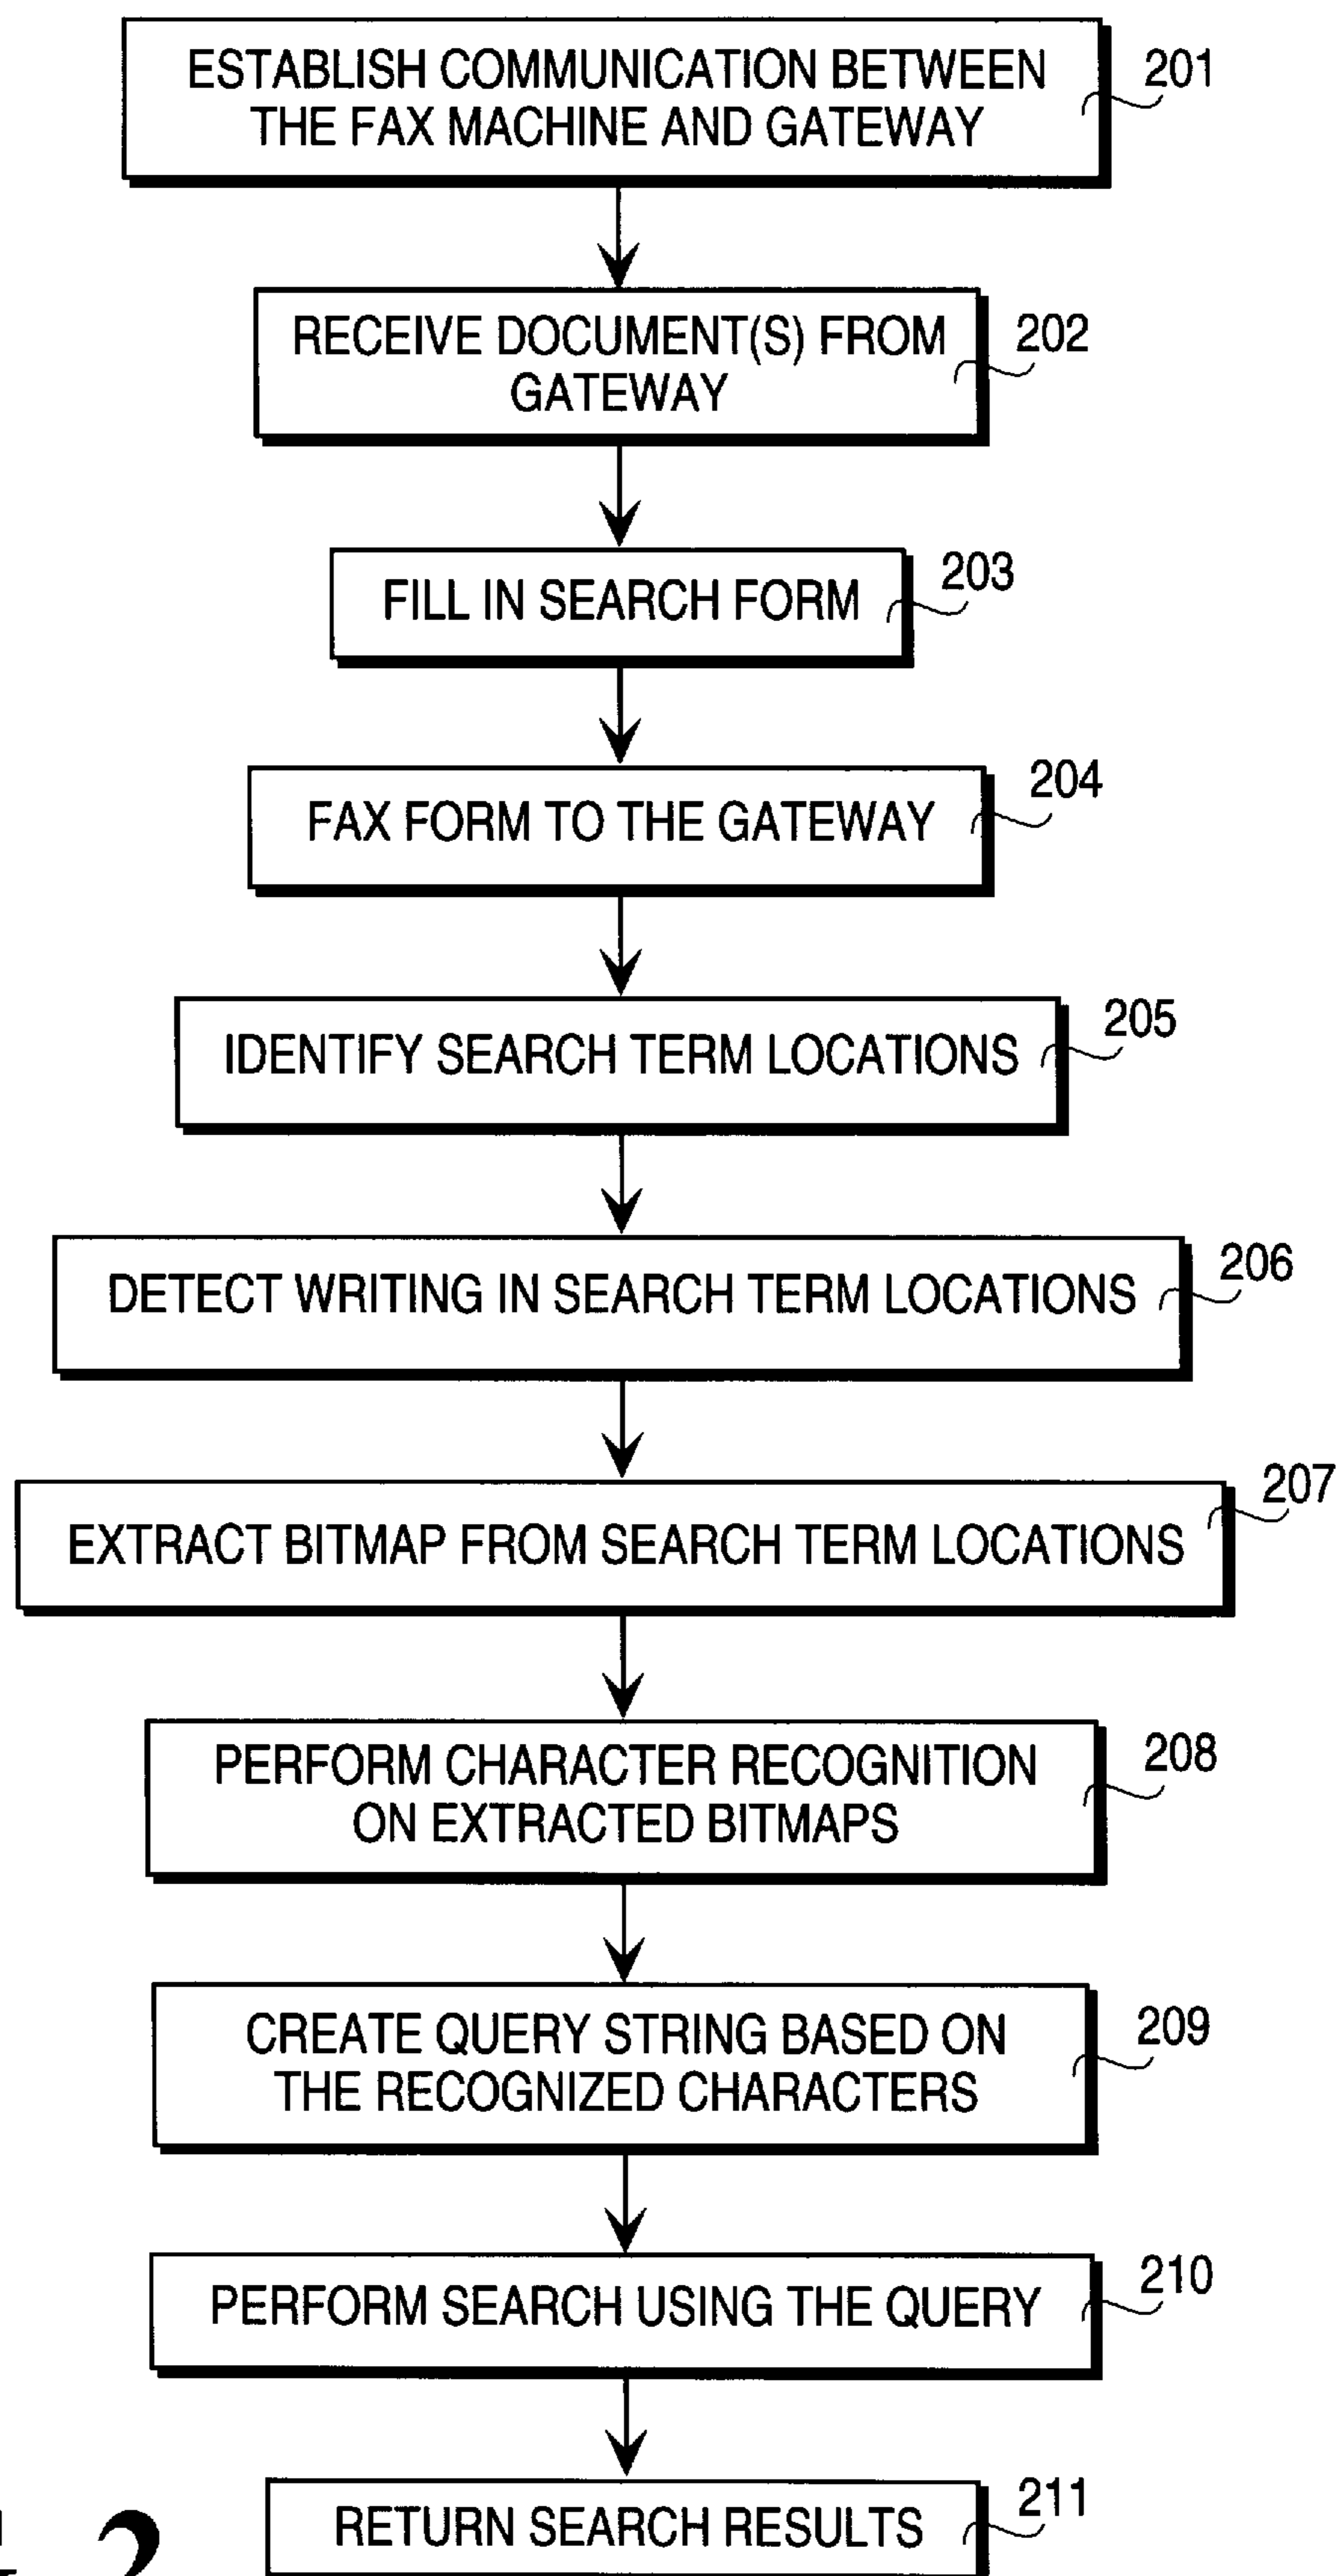 ESTABLISH COMMUNICATION BETWEEN
THE FAX MACHINE AND GATEWAY
201
RECEIVE DOCUMENT(S) FROM
GATEWAY
202
FILL IN SEARCH FORM
203
FAX FORM TO THE GATEWAY
204
IDENTIFY SEARCH TERM LOCATIONS
205
DETECT WRITING IN SEARCH TERM LOCATIONS
206
EXTRACT BITMAP FROM SEARCH TERM LOCATIONS
207
PERFORM CHARACTER RECOGNITION
ON EXTRACTED BITMAPS
208
CREATE QUERY STRING BASED ON
THE RECOGNIZED CHARACTERS
209
PERFORM SEARCH USING THE QUERY
210
RETURN SEARCH RESULTS
211
2